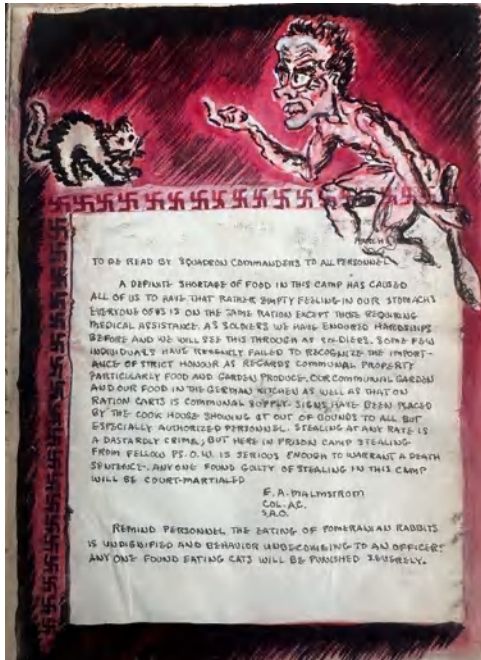 MARCH
TO BE READ BY SQUADRON COMMANDERS TO ALL PERSONNEL
A DEFINITE SHORTAGE OF FOOD IN THIS CAMP HAS CAUSED
ALL OF US TO HAVE THAT RATHER EMPTY FEELING IN OUR STOMACHS
EVERYONE OF US IS ON THE SAME RATION EXCEPT THOSE REQUIRING
MEDICAL ASSISTANCE. AS SOLDIERS WE HAVE ENDURED HARDSHIPS
BEFORE AND WE WILL SEE THIS THROUGH AS SOLDIERS. SOME FEW
INDIVIDUALS HAVE RECENTLY FAILED TO RECOGNIZE THE IMPORT-
ANCE OF STRICT HONOUR AS REGARDS COMMUNAL PROPERTY
PARTICULARLY FOOD AND GARDEN PRODUCE. OUR COMMUNAL GARDEN
AND OUR FOOD IN THE GERMAN KITCHEN AS WELL AS THAT ON
RATION CARTS IS COMMUNAL SUPPLY. SIGNS HAVE BEEN PLACED
BY THE COOK HOUSE SHOWING IT OUT OF BOUNDS TO ALL BUT
ESPECIALLY AUTHORIZED PERSONNEL. STEALING AT ANY RATE IS
A DASTARDLY CRIME, BUT HERE IN PRISON CAMP STEALING
FROM FELLOW PS.O.W. IS SERIOUS ENOUGH TO WARRANT A DEATH
SENTENCE. ANYONE FOUND GUILTY OF STEALING IN THIS CAMP
WILL BE COURT-MARTIALED
E. A. MALMSTROM
COL. AC.
S.A.O.
REMIND PERSONNEL THE EATING OF POMERANIAN RABBITS
IS UNDIGNIFIED AND BEHAVIOR UNBECOMING TO AN OFFICER:
ANY ONE FOUND EATING CATS WILL BE PUNISHED SEVERELY.